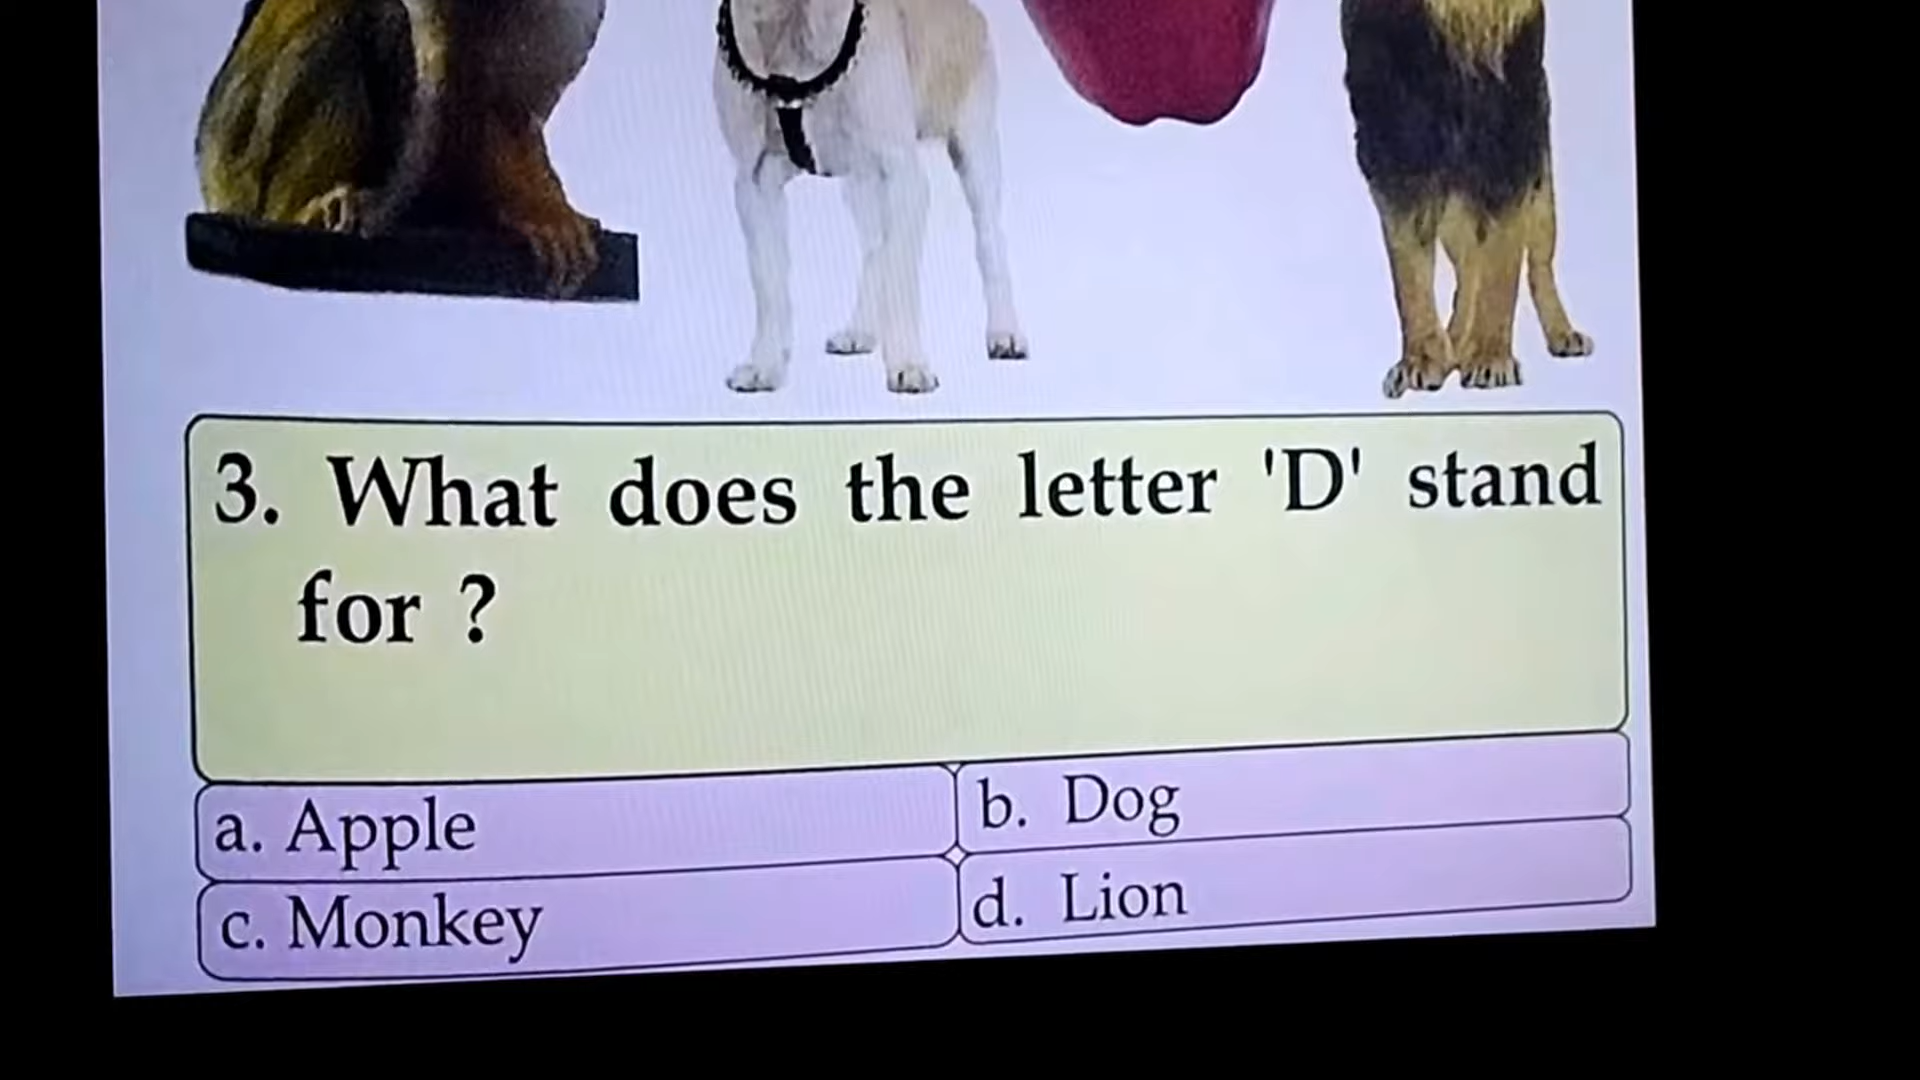 3. What does the letter 'D' stand
for ?
a. Apple
b. Dog
c. Monkey
d. Lion